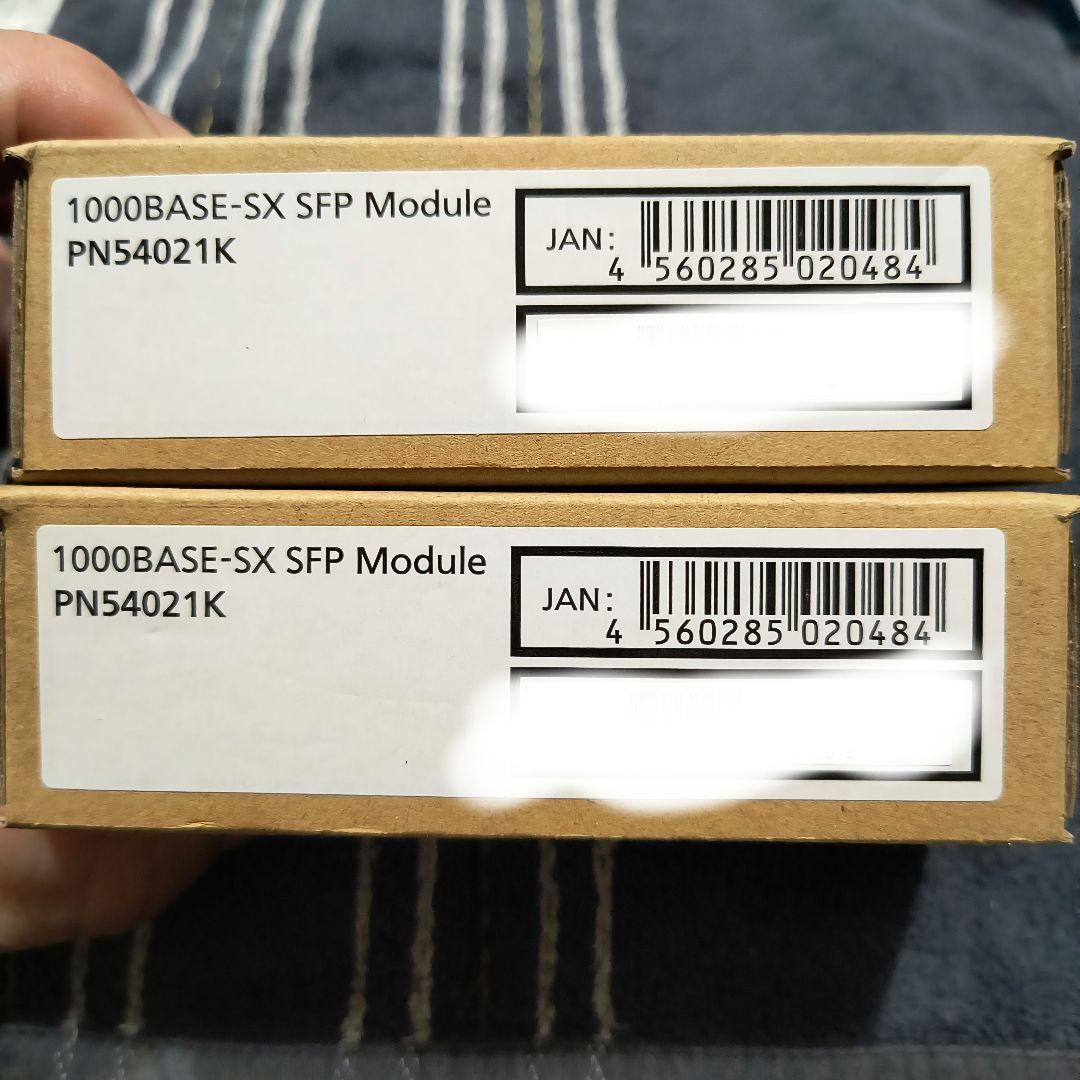 1000BASE-SX SFP Module
PN54021K
JAN:
4 560285 020484
1000BASE-SX SFP Module
PN54021K
JAN:
4 560285 020484